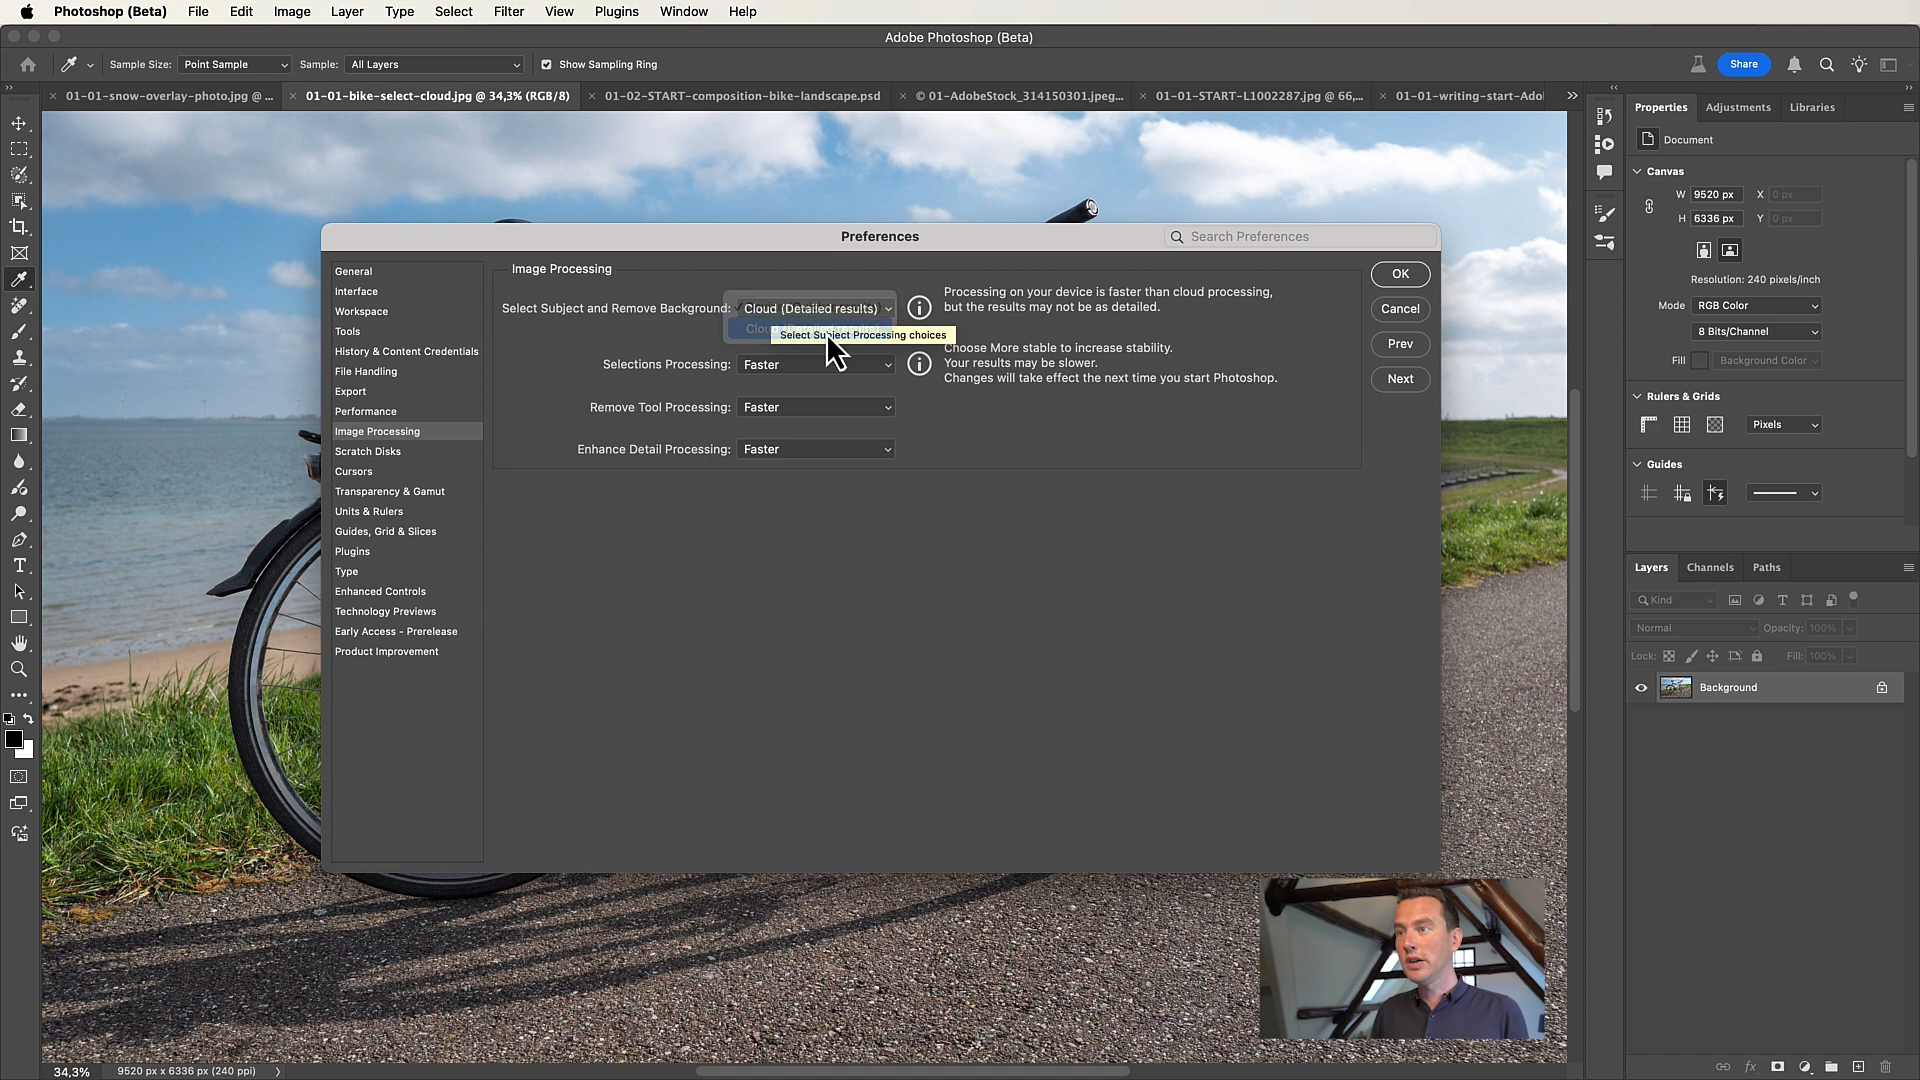 Photoshop (Beta) File Edit Image Layer Type Select Filter View Plugins Window Help
Adobe Photoshop (Beta)
Sample Size: Point Sample Sample: All Layers Show Sampling Ring Share
01-01-snow-overlay-photo.jpg @ ... 01-01-bike-select-cloud.jpg @ 34,3% (RGB/8) 01-02-START-composition-bike-landscape.psd © 01-AdobeStock_314150301.jpeg... 01-01-START-L1002287.jpg @ 66,... 01-01-writing-start-Ado
Preferences
Search Preferences
General
Interface
Workspace
Tools
History & Content Credentials
File Handling
Export
Performance
Image Processing
Scratch Disks
Cursors
Transparency & Gamut
Units & Rulers
Guides, Grid & Slices
Plugins
Type
Enhanced Controls
Technology Previews
Early Access - Prerelease
Product Improvement
Image Processing
Select Subject and Remove Background: Cloud (Detailed results)
Select Subject Processing choices
Processing on your device is faster than cloud processing,
but the results may not be as detailed.
Selections Processing: Faster
Choose More stable to increase stability.
Your results may be slower.
Changes will take effect the next time you start Photoshop.
Remove Tool Processing: Faster
Enhance Detail Processing: Faster
OK
Cancel
Prev
Next
Properties Adjustments Libraries
Document
Canvas
W 9520 px X 0 px
H 6336 px Y 0 px
Resolution: 240 pixels/inch
Mode RGB Color
8 Bits/Channel
Fill Background Color
Rulers & Grids
Pixels
Guides
Layers Channels Paths
Kind
Normal Opacity: 100%
Lock: Fill: 100%
Background
fx
34,3% 9520 px x 6336 px (240 ppi)